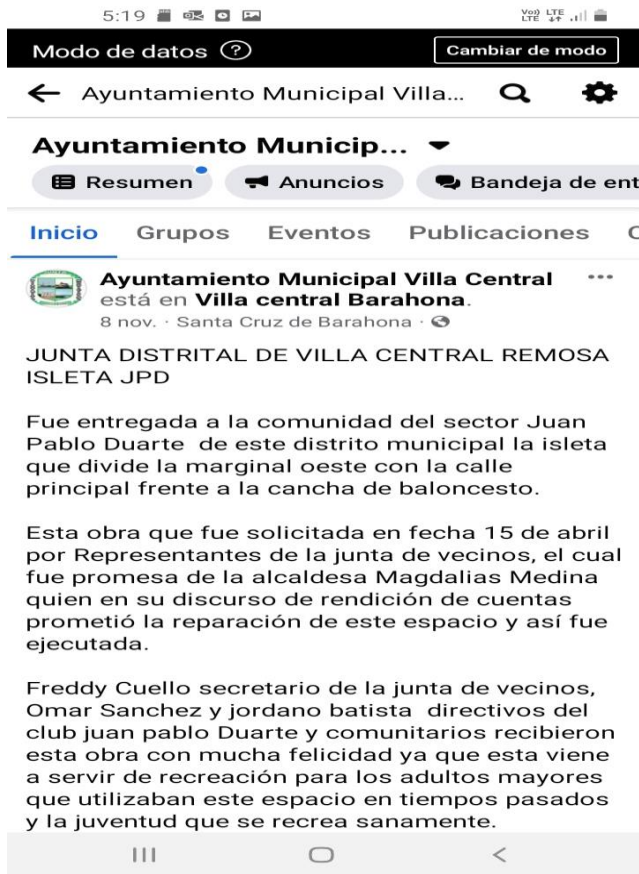 5:19
Vo)) LTE
LTE
Modo de datos ?
Cambiar de modo
Ayuntamiento Municipal Villa...
Ayuntamiento Municip...
Resumen
Anuncios
Bandeja de ent
Inicio
Grupos
Eventos
Publicaciones
Ayuntamiento Municipal Villa Central
está en Villa central Barahona.
8 nov. · Santa Cruz de Barahona ·
JUNTA DISTRITAL DE VILLA CENTRAL REMOSA
ISLETA JPD
Fue entregada a la comunidad del sector Juan
Pablo Duarte de este distrito municipal la isleta
que divide la marginal oeste con la calle
principal frente a la cancha de baloncesto.
Esta obra que fue solicitada en fecha 15 de abril
por Representantes de la junta de vecinos, el cual
fue promesa de la alcaldesa Magdalias Medina
quien en su discurso de rendición de cuentas
prometió la reparación de este espacio y así fue
ejecutada.
Freddy Cuello secretario de la junta de vecinos,
Omar Sanchez y jordano batista directivos del
club juan pablo Duarte y comunitarios recibieron
esta obra con mucha felicidad ya que esta viene
a servir de recreación para los adultos mayores
que utilizaban este espacio en tiempos pasados
y la juventud que se recrea sanamente.